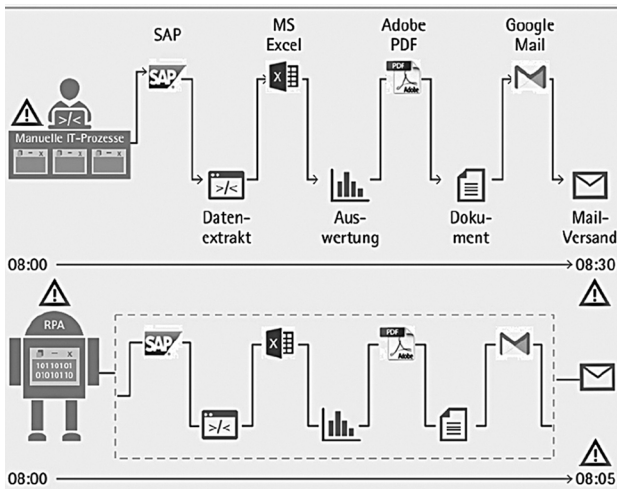 SAP
MS
Excel
Adobe
PDF
Google
Mail
SAP
X
PDF
Adobe
>/<
Manuelle IT-Prozesse
>/<
Daten-
extrakt
Aus-
wertung
Doku-
ment
Mail-
Versand
08:00
08:30
RPA
10110101
01010110
SAP
X
PDF
Adobe
>/<
08:00
08:05